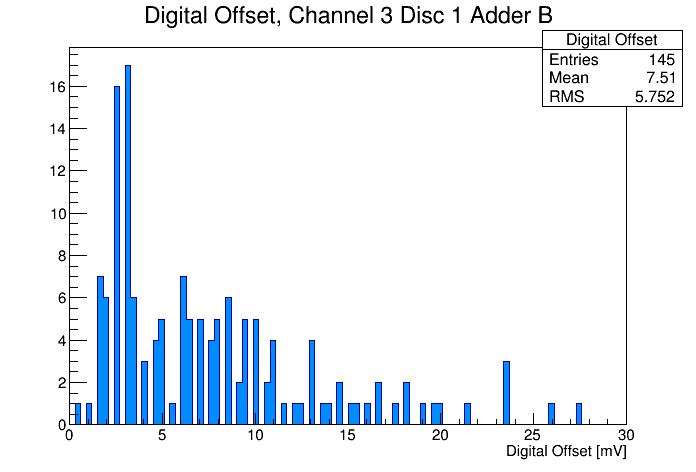 Digital Offset, Channel 3 Disc 1 Adder B
Digital Offset
Entries 145
Mean 7.51
RMS 5.752
16
14
12
10
8
6
4
2
0
0 5 10 15 20 25 30
Digital Offset [mV]